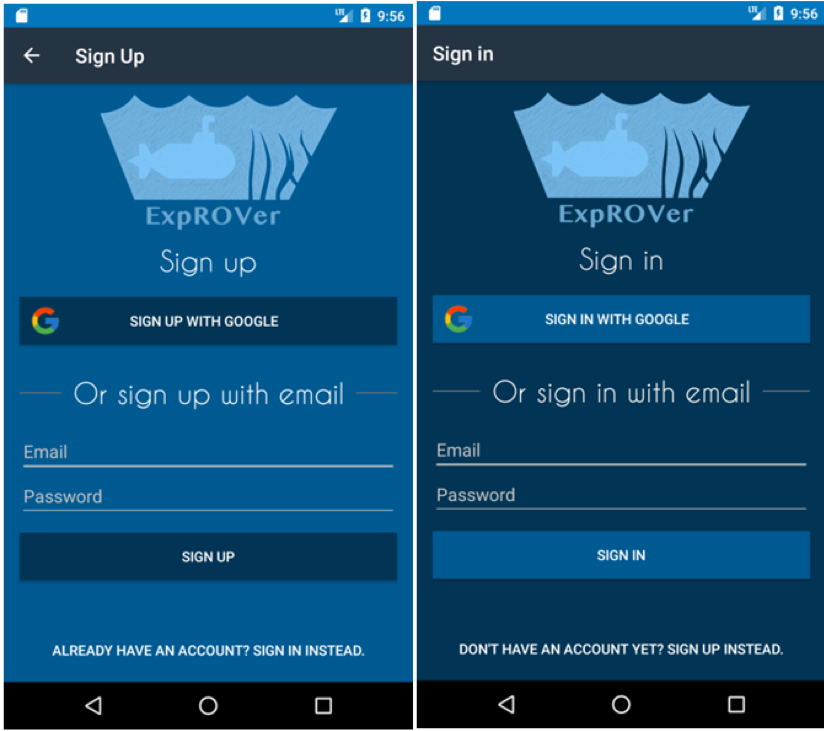 LTE 9:56
Sign Up
ExpROVer
Sign up
SIGN UP WITH GOOGLE
Or sign up with email
Email
Password
SIGN UP
ALREADY HAVE AN ACCOUNT? SIGN IN INSTEAD.
LTE 9:56
Sign in
ExpROVer
Sign in
SIGN IN WITH GOOGLE
Or sign in with email
Email
Password
SIGN IN
DON'T HAVE AN ACCOUNT YET? SIGN UP INSTEAD.